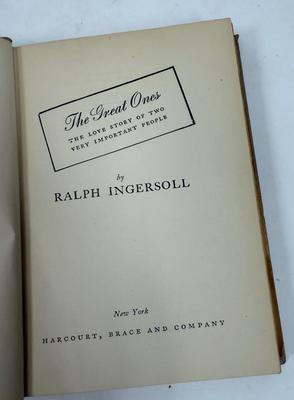 The Great Ones
THE LOVE STORY OF TWO
VERY IMPORTANT PEOPLE
by
RALPH INGERSOLL
New York
HARCOURT, BRACE AND COMPANY